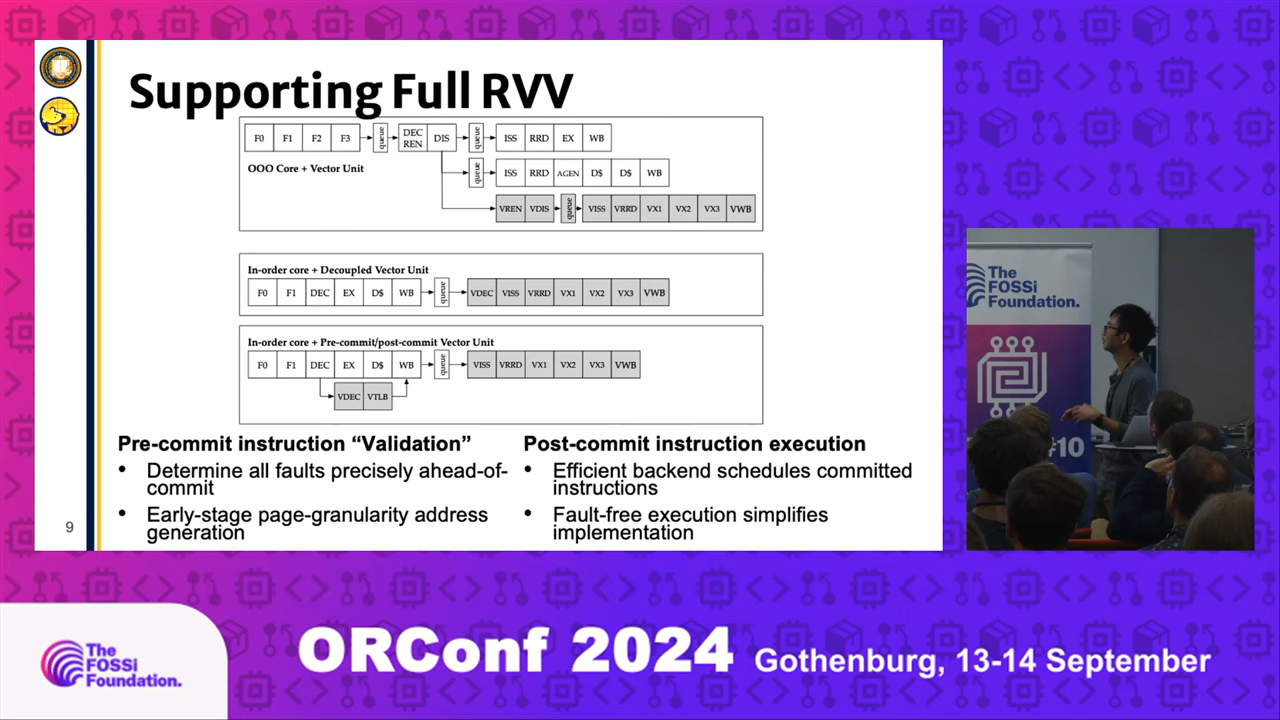 Supporting Full RVV
F0 F1 F2 F3 queue DEC REN DIS queue ISS RRD EX WB
OOO Core + Vector Unit
queue ISS RRD AGEN D$ D$ WB
VREN VDIS queue VISS VRRD VX1 VX2 VX3 VWB
In-order core + Decoupled Vector Unit
F0 F1 DEC EX D$ WB queue VDEC VISS VRRD VX1 VX2 VX3 VWB
In-order core + Pre-commit/post-commit Vector Unit
F0 F1 DEC EX D$ WB queue VISS VRRD VX1 VX2 VX3 VWB
VDEC VTLB
Pre-commit instruction “Validation”
• Determine all faults precisely ahead-of-
commit
• Early-stage page-granularity address
generation
Post-commit instruction execution
• Efficient backend schedules committed
instructions
• Fault-free execution simplifies
implementation
9
The
FOSSi
Foundation.
#10
The
FOSSi
Foundation.
ORConf 2024 Gothenburg, 13-14 September